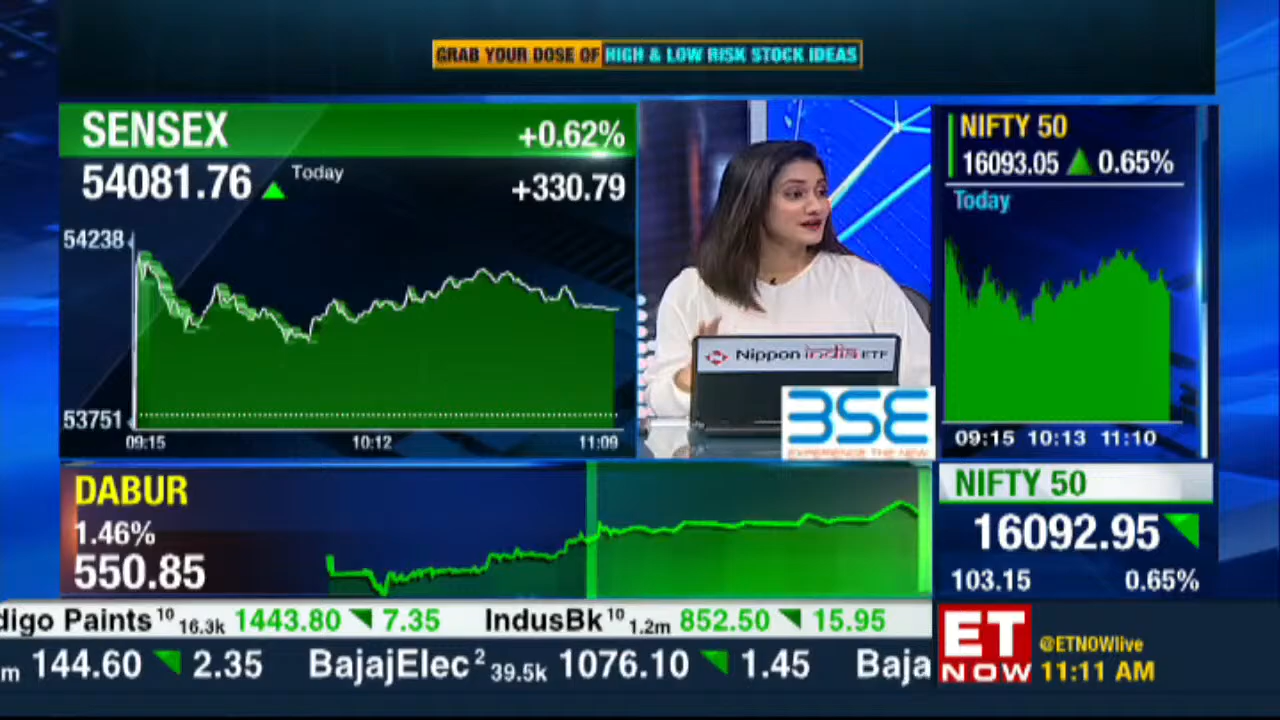 GRAB YOUR DOSE OF HIGH & LOW RISK STOCK IDEAS
SENSEX +0.62%
54081.76 Today +330.79
54238
53751
09:15 10:12 11:09
Nippon india ETF
BSE
EXPERIENCE THE NEW
NIFTY 50
16093.05 0.65%
Today
09:15 10:13 11:10
DABUR
1.46%
550.85
NIFTY 50
16092.95
103.15 0.65%
digo Paints 10 16.3k 1443.80 7.35 IndusBk 10 1.2m 852.50 15.95
m 144.60 2.35 BajajElec 2 39.5k 1076.10 1.45 Baja
ET NOW
@ETNOWlive
11:11 AM